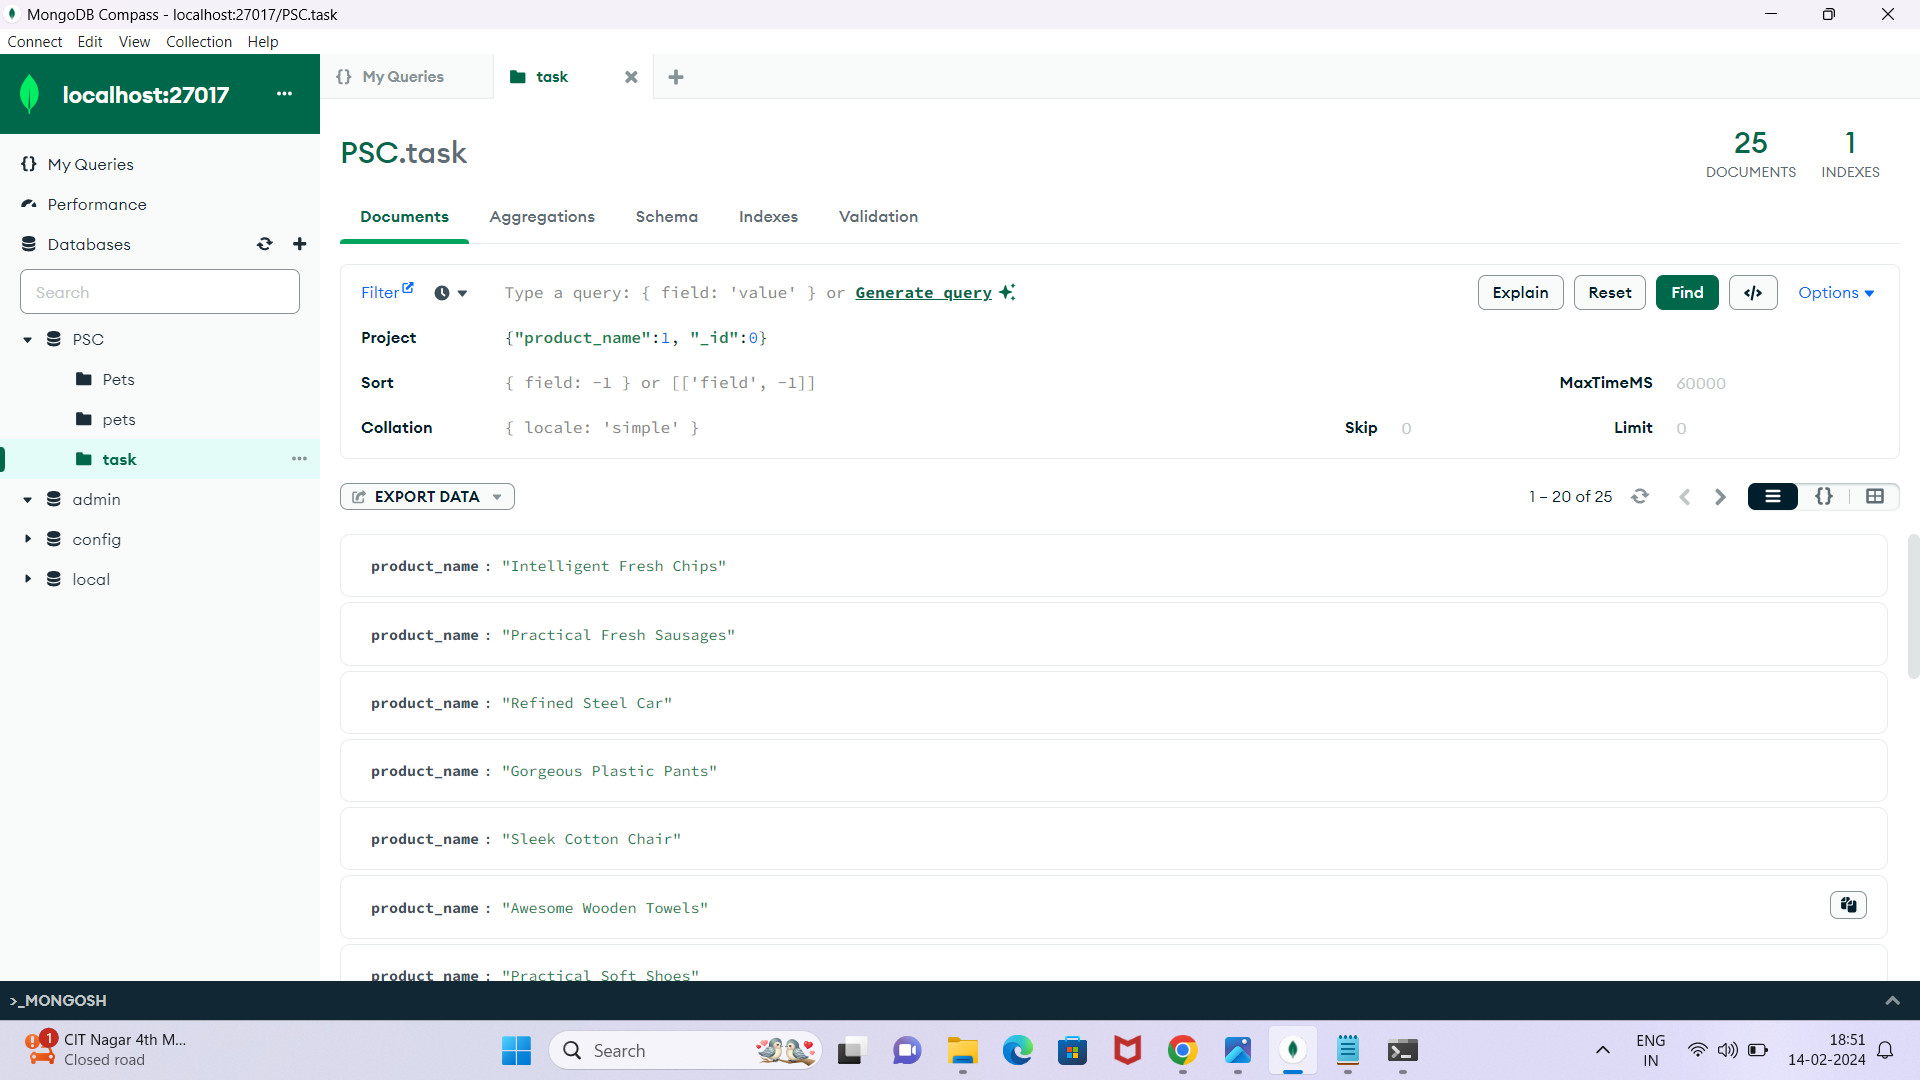 MongoDB Compass - localhost:27017/PSC.task
Connect Edit View Collection Help
localhost:27017 ...
{} My Queries
task
My Queries
Performance
Databases
Search
PSC
Pets
pets
task
admin
config
local
PSC.task
25
DOCUMENTS
1
INDEXES
Documents Aggregations Schema Indexes Validation
Filter Type a query: { field: 'value' } or Generate query Explain Reset Find </> Options
Project {"product_name":1, "_id":0}
Sort { field: -1 } or [['field', -1]] MaxTimeMS 60000
Collation { locale: 'simple' } Skip 0 Limit 0
EXPORT DATA 1 – 20 of 25 {}
product_name : "Intelligent Fresh Chips"
product_name : "Practical Fresh Sausages"
product_name : "Refined Steel Car"
product_name : "Gorgeous Plastic Pants"
product_name : "Sleek Cotton Chair"
product_name : "Awesome Wooden Towels"
product_name : "Practical Soft Shoes"
>_MONGOSH
1
CIT Nagar 4th M...
Closed road
Search
ENG
IN
18:51
14-02-2024